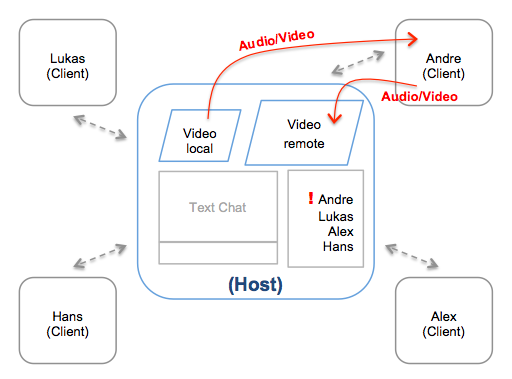 Lukas
(Client)
Audio/Video
Andre
(Client)
Audio/Video
Video
local
Video
remote
Text Chat
! Andre
Lukas
Alex
Hans
(Host)
Hans
(Client)
Alex
(Client)